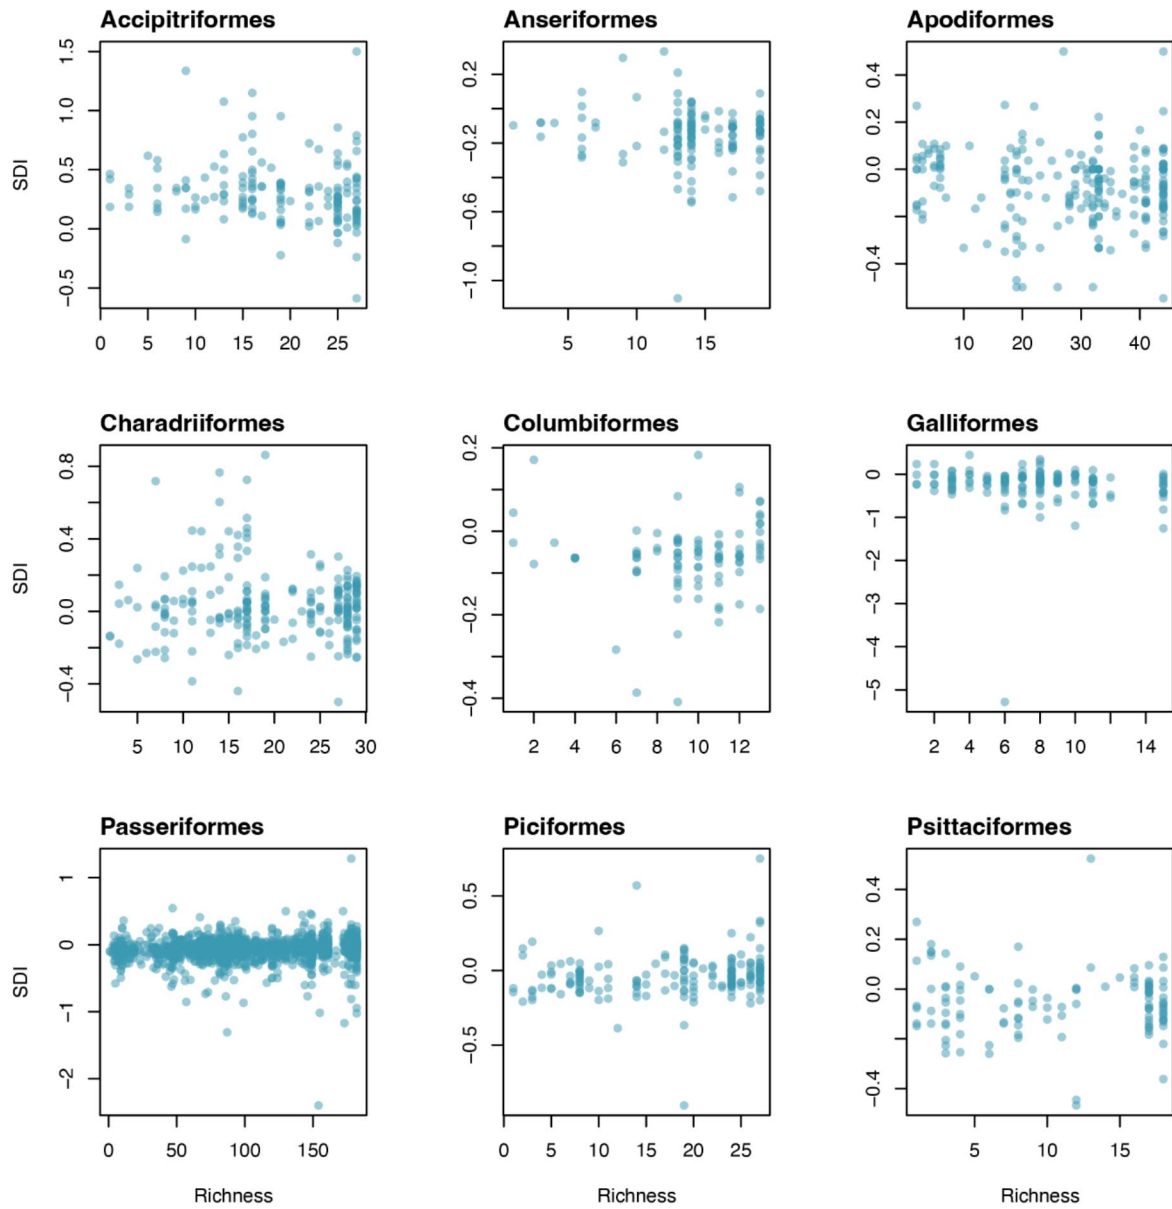 Accipitriformes Anseriformes Apodiformes
SDI
1.5
1.0
0.5
0.0
−0.5
0 5 10 15 20 25
0.2
−0.2
−0.6
−1.0
5 15
0.4
0.2
0.0
−0.4
10 20 30 40
Charadriiformes Columbiformes Galliformes
SDI
0.8
0.4
0.0
−0.4
5 10 15 20 25 30
0.2
0.0
−0.2
−0.4
2 4 6 8 10 12
0
−1
−2
−3
−4
−5
2 4 6 8 10 14
Passeriformes Piciformes Psittaciformes
SDI
1
0
−1
−2
0 50 100 150
0.5
0.0
−0.5
0 5 10 15 20 25
0.4
0.2
0.0
−0.4
5 10 15
Richness Richness Richness